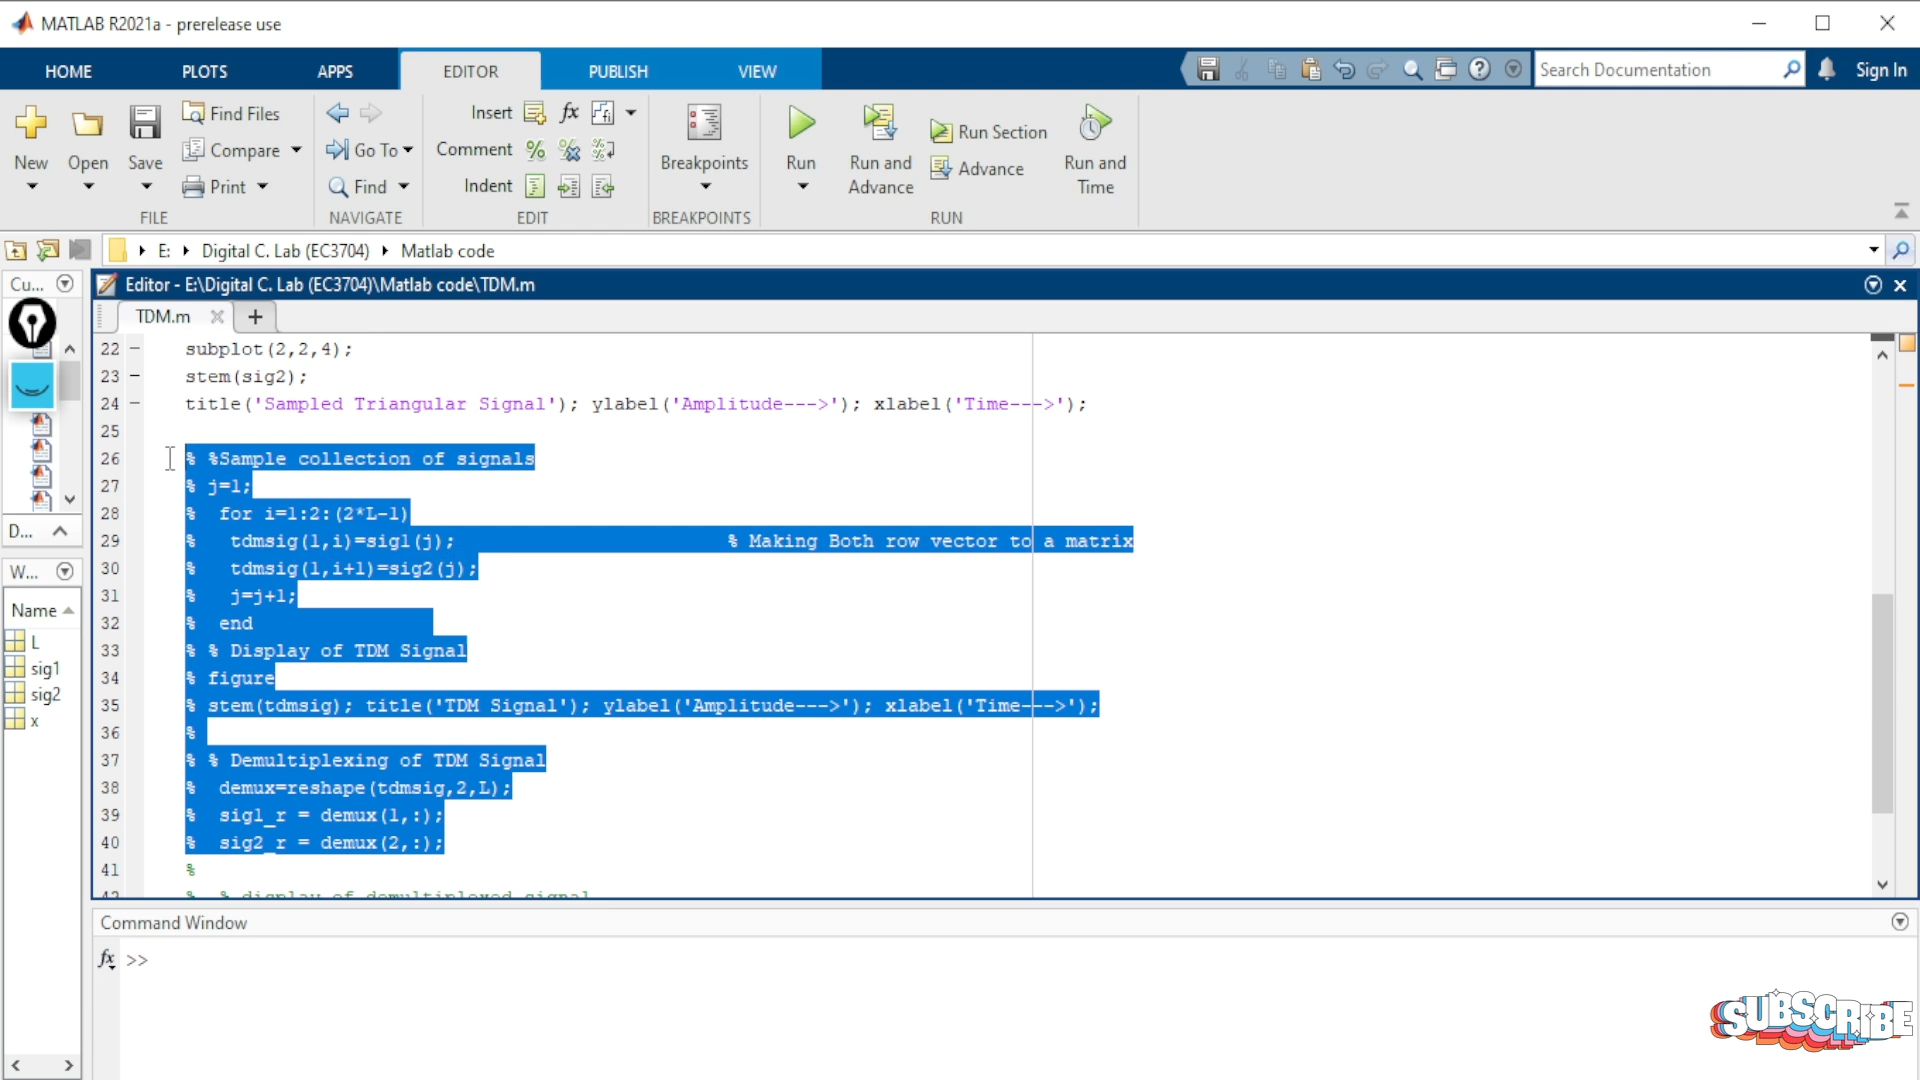 MATLAB R2021a - prerelease use
HOME PLOTS APPS EDITOR PUBLISH VIEW Search Documentation Sign In
New Open Save Find Files Compare Print FILE
Go To Find NAVIGATE
Insert Comment Indent EDIT
Breakpoints BREAKPOINTS
Run Run and Advance Run Section Advance Run and Time RUN
E: Digital C. Lab (EC3704) Matlab code
Cu... Editor - E:\Digital C. Lab (EC3704)\Matlab code\TDM.m
TDM.m
22 subplot(2,2,4);
23 stem(sig2);
24 title('Sampled Triangular Signal'); ylabel('Amplitude--->'); xlabel('Time--->');
25
26 % %Sample collection of signals
27 % j=1;
28 %  for i=1:2:(2*L-1)
29 %   tdmsig(1,i)=sig1(j); % Making Both row vector to a matrix
30 %   tdmsig(1,i+1)=sig2(j);
31 %   j=j+1;
32 %  end
33 % % Display of TDM Signal
34 % figure
35 % stem(tdmsig); title('TDM Signal'); ylabel('Amplitude--->'); xlabel('Time--->');
36 %
37 % % Demultiplexing of TDM Signal
38 %  demux=reshape(tdmsig,2,L);
39 %  sig1_r = demux(1,:);
40 %  sig2_r = demux(2,:);
41 %
42 %  % display of demultiplexed signal
D...
W...
Name
L
sig1
sig2
x
Command Window
fx >>
SUBSCRIBE